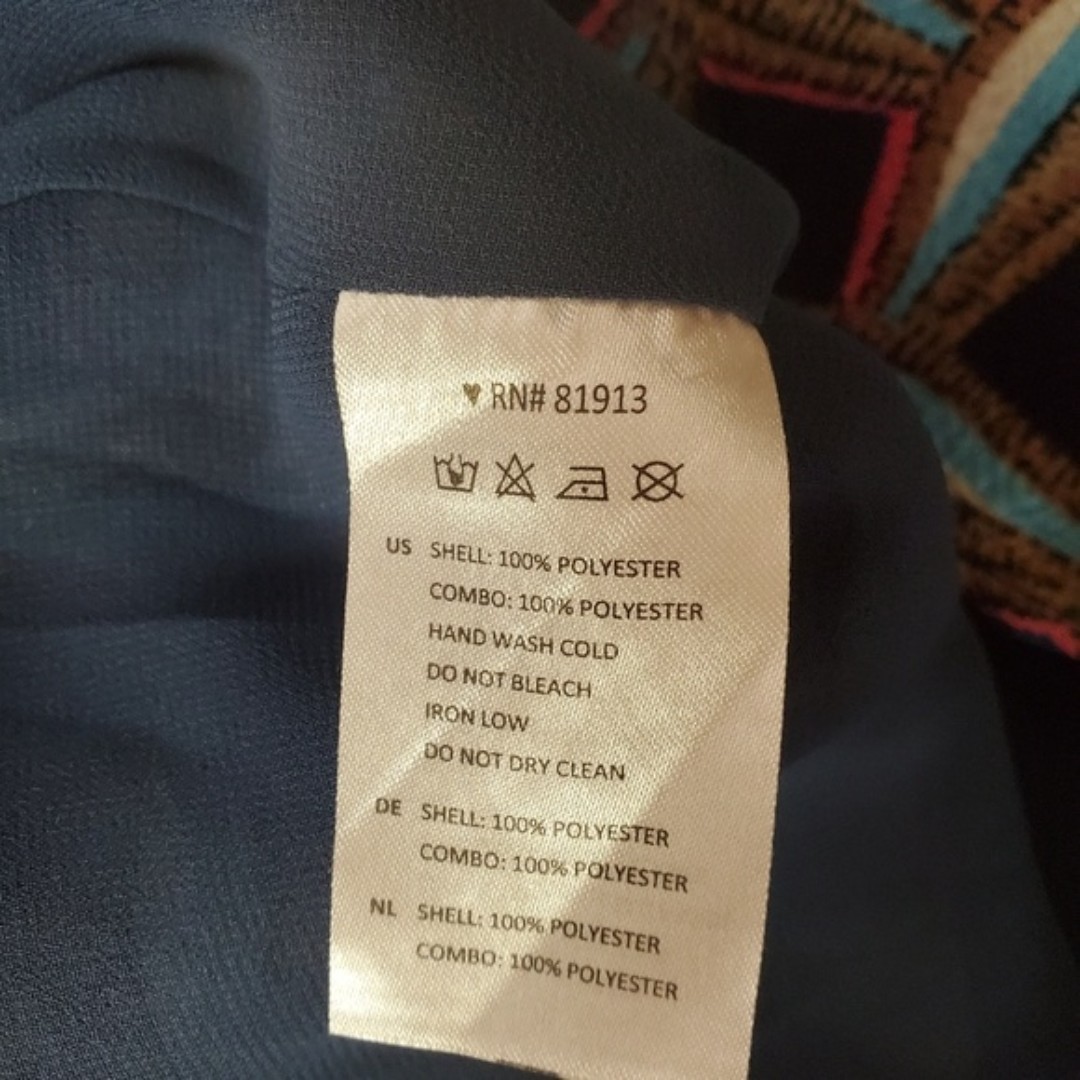 ♥ RN# 81913
US SHELL: 100% POLYESTER
COMBO: 100% POLYESTER
HAND WASH COLD
DO NOT BLEACH
IRON LOW
DO NOT DRY CLEAN
DE SHELL: 100% POLYESTER
COMBO: 100% POLYESTER
NL SHELL: 100% POLYESTER
COMBO: 100% POLYESTER